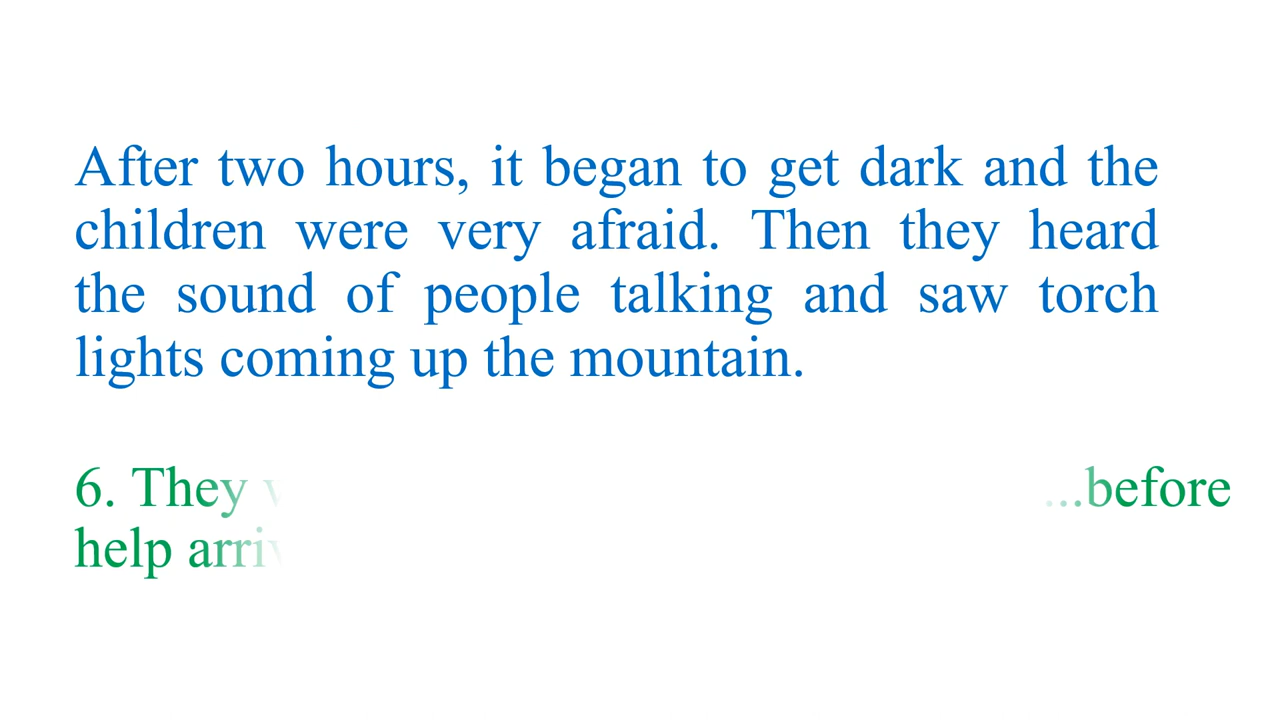 After two hours, it began to get dark and the
children were very afraid. Then they heard
the sound of people talking and saw torch
lights coming up the mountain.
6. They ...before
help